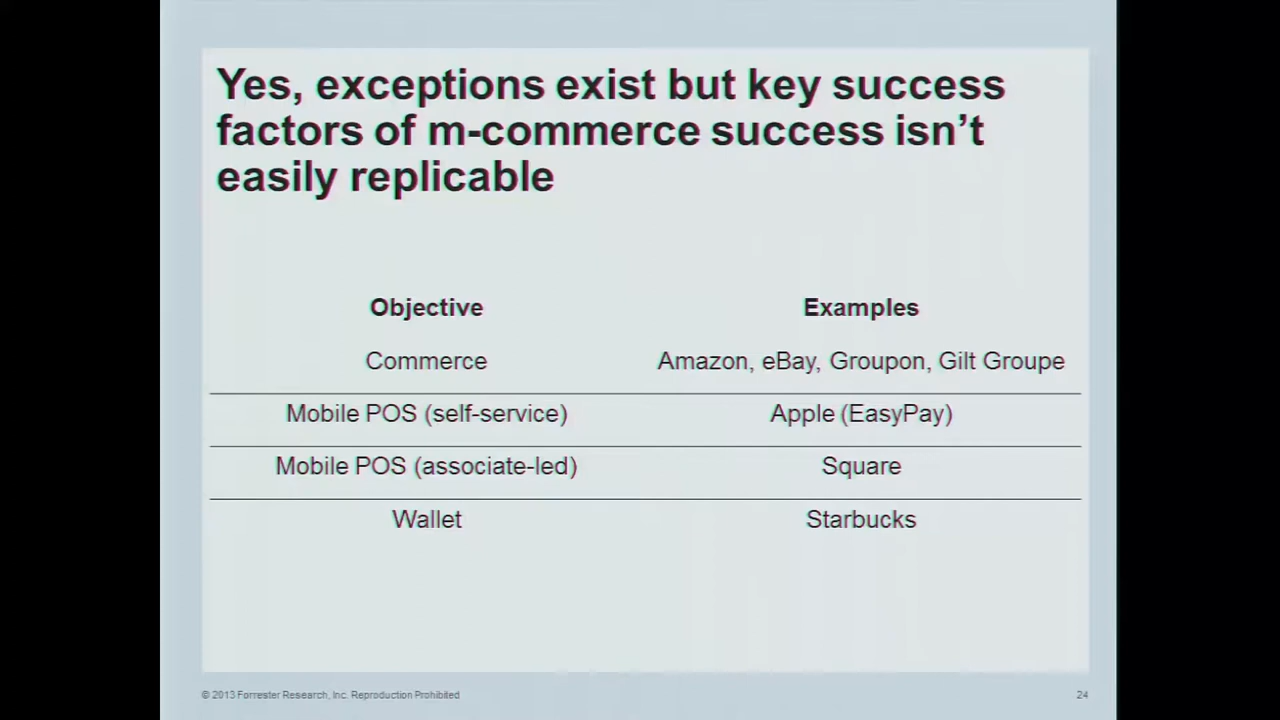 Yes, exceptions exist but key success
factors of m-commerce success isn't
easily replicable
Objective Examples
Commerce Amazon, eBay, Groupon, Gilt Groupe
Mobile POS (self-service) Apple (EasyPay)
Mobile POS (associate-led) Square
Wallet Starbucks
© 2013 Forrester Research, Inc. Reproduction Prohibited 24